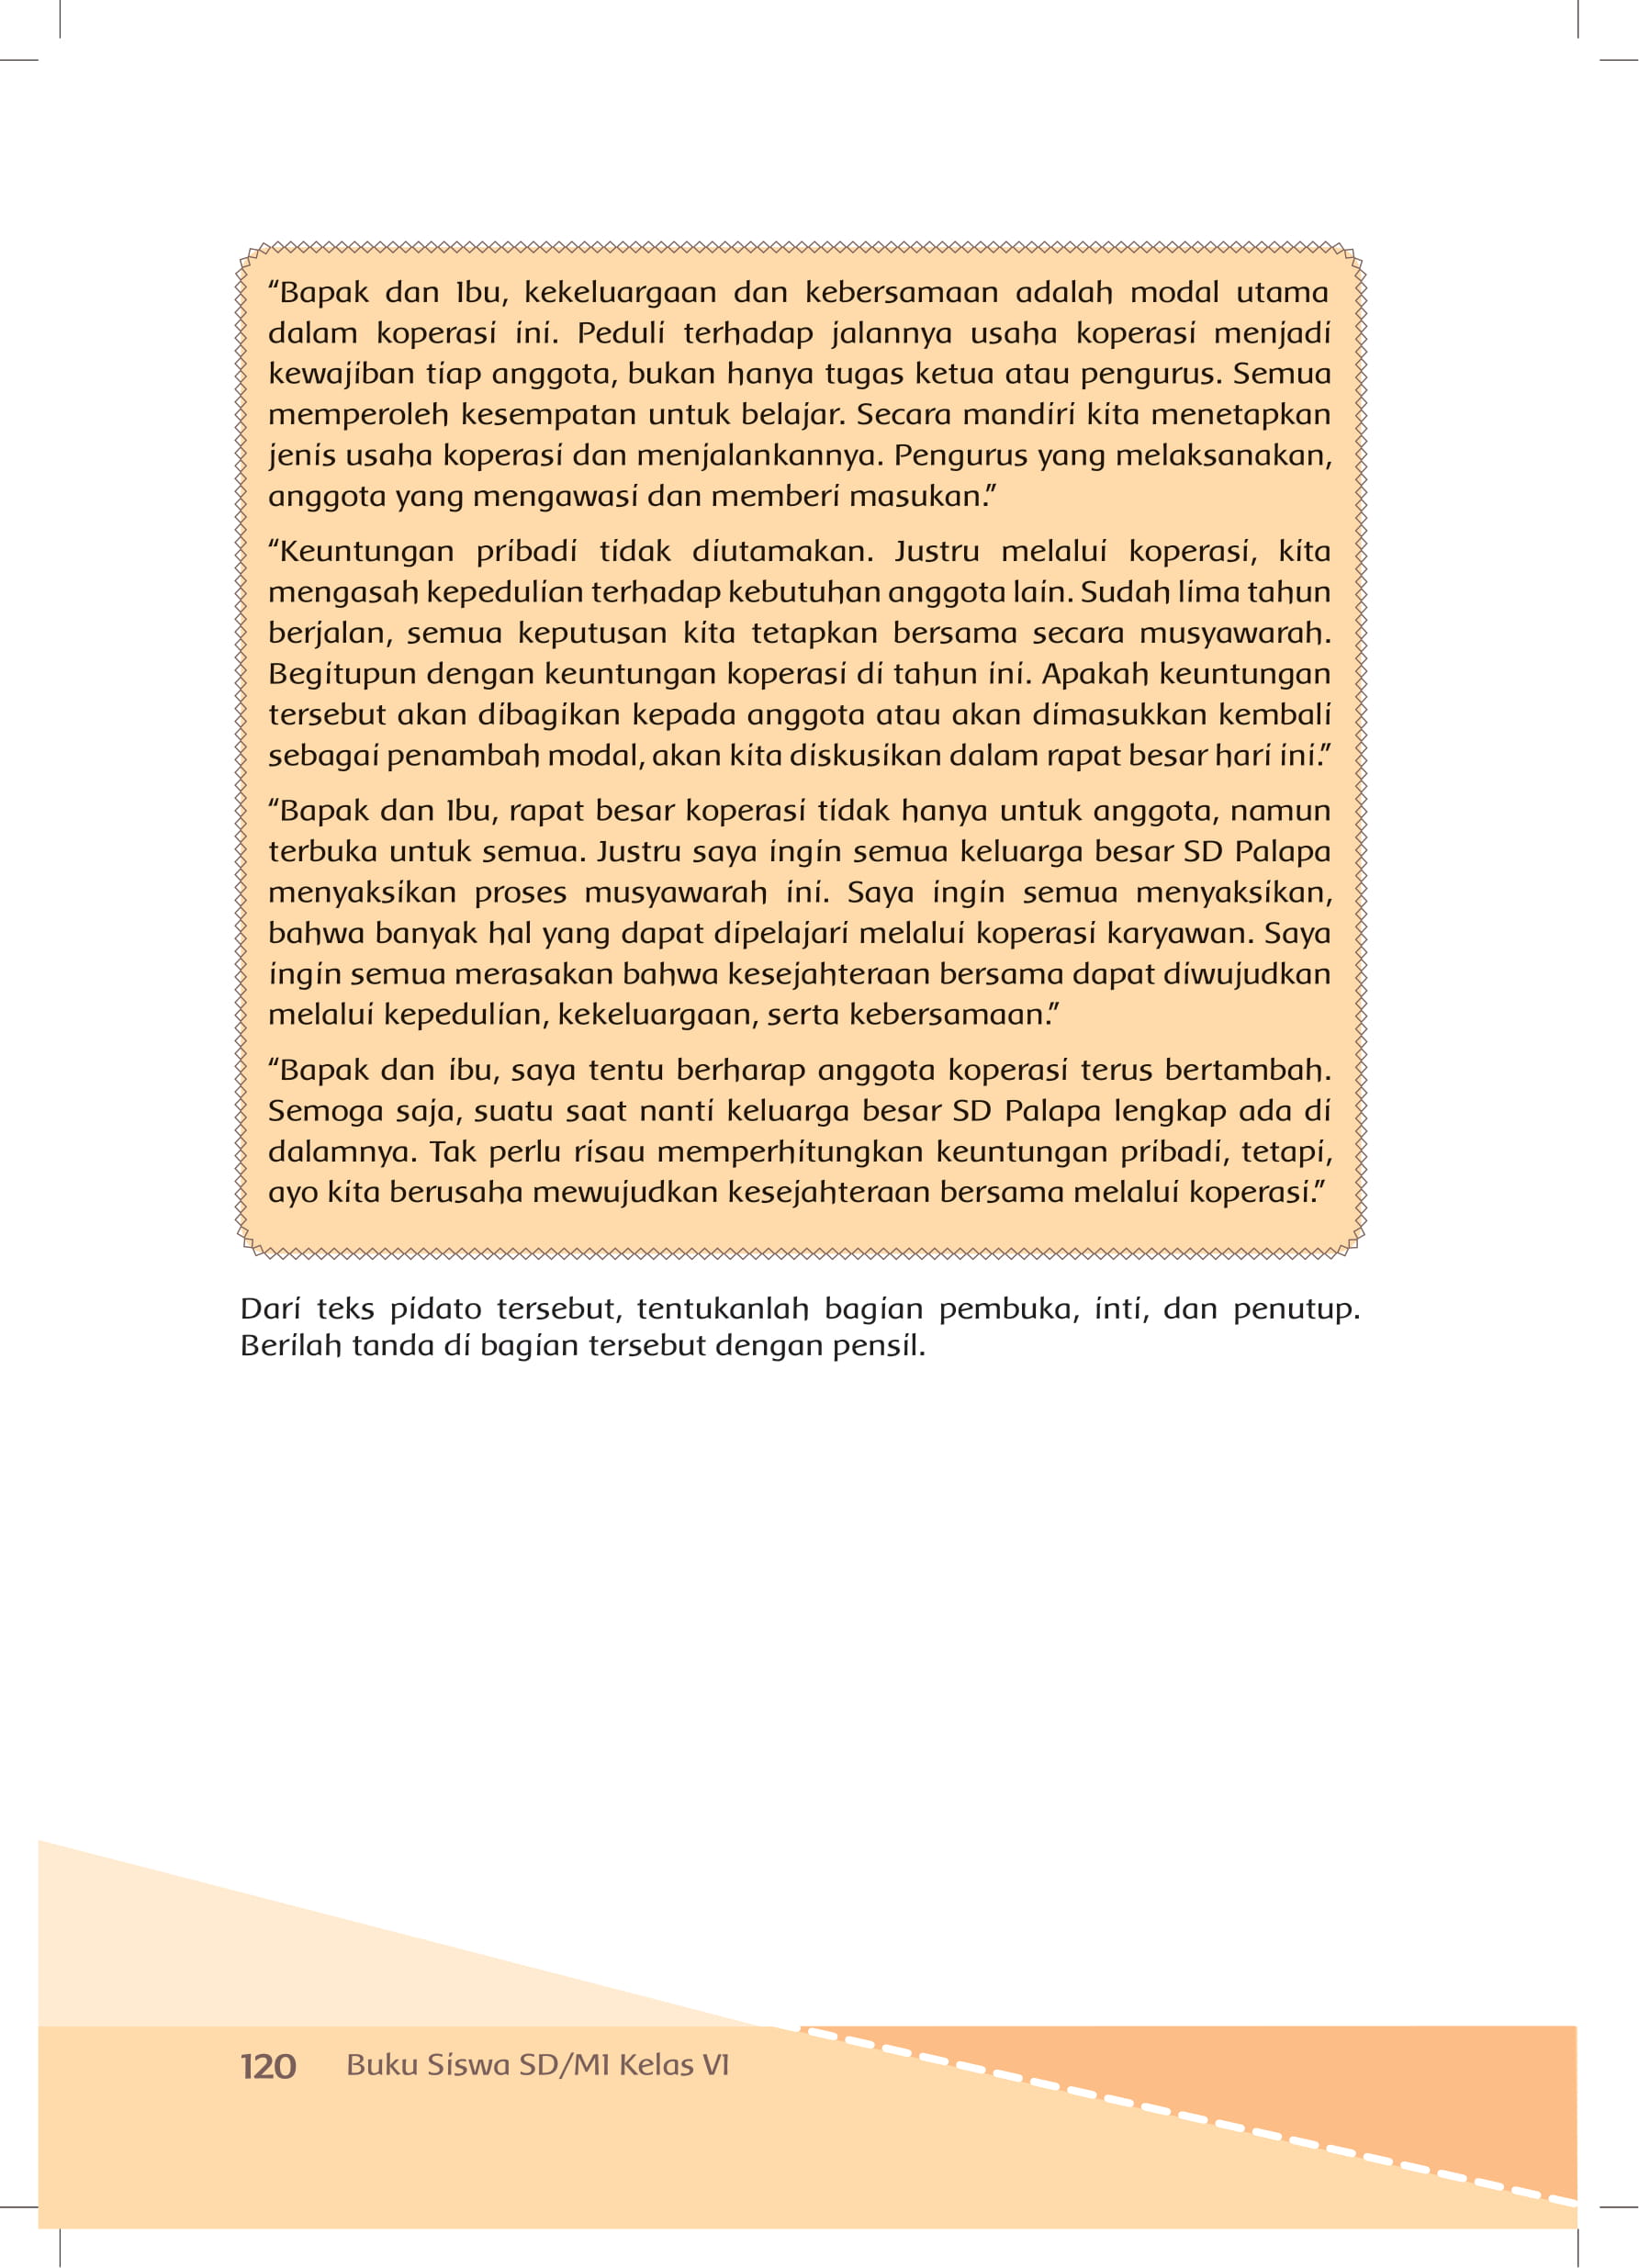 “Bapak dan Ibu, kekeluargaan dan kebersamaan adalah modal utama
dalam koperasi ini. Peduli terhadap jalannya usaha koperasi menjadi
kewajiban tiap anggota, bukan hanya tugas ketua atau pengurus. Semua
memperoleh kesempatan untuk belajar. Secara mandiri kita menetapkan
jenis usaha koperasi dan menjalankannya. Pengurus yang melaksanakan,
anggota yang mengawasi dan memberi masukan.”
“Keuntungan pribadi tidak diutamakan. Justru melalui koperasi, kita
mengasah kepedulian terhadap kebutuhan anggota lain. Sudah lima tahun
berjalan, semua keputusan kita tetapkan bersama secara musyawarah.
Begitupun dengan keuntungan koperasi di tahun ini. Apakah keuntungan
tersebut akan dibagikan kepada anggota atau akan dimasukkan kembali
sebagai penambah modal, akan kita diskusikan dalam rapat besar hari ini.”
“Bapak dan Ibu, rapat besar koperasi tidak hanya untuk anggota, namun
terbuka untuk semua. Justru saya ingin semua keluarga besar SD Palapa
menyaksikan proses musyawarah ini. Saya ingin semua menyaksikan,
bahwa banyak hal yang dapat dipelajari melalui koperasi karyawan. Saya
ingin semua merasakan bahwa kesejahteraan bersama dapat diwujudkan
melalui kepedulian, kekeluargaan, serta kebersamaan.”
“Bapak dan ibu, saya tentu berharap anggota koperasi terus bertambah.
Semoga saja, suatu saat nanti keluarga besar SD Palapa lengkap ada di
dalamnya. Tak perlu risau memperhitungkan keuntungan pribadi, tetapi,
ayo kita berusaha mewujudkan kesejahteraan bersama melalui koperasi.”
Dari teks pidato tersebut, tentukanlah bagian pembuka, inti, dan penutup.
Berilah tanda di bagian tersebut dengan pensil.
120 Buku Siswa SD/MI Kelas VI